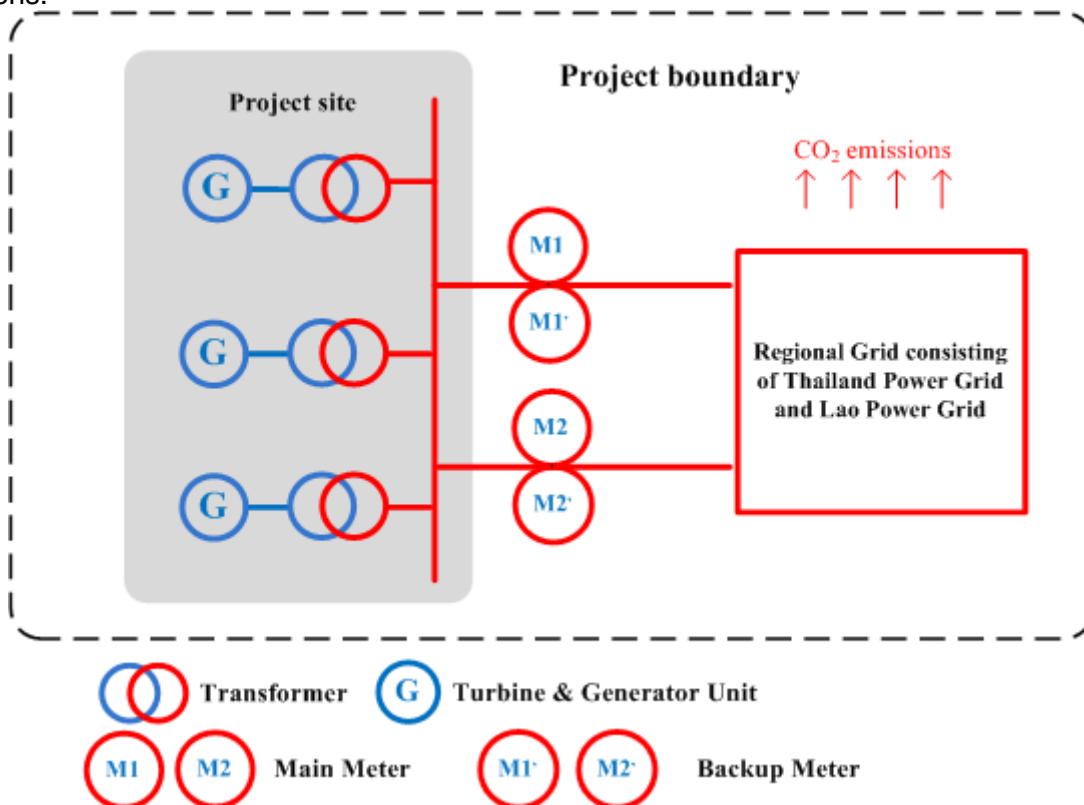 Project boundary
Project site
CO₂ emissions
G
G
G
M1
M1'
M2
M2'
Regional Grid consisting
of Thailand Power Grid
and Lao Power Grid
Transformer
G Turbine & Generator Unit
M1 M2 Main Meter
M1' M2' Backup Meter